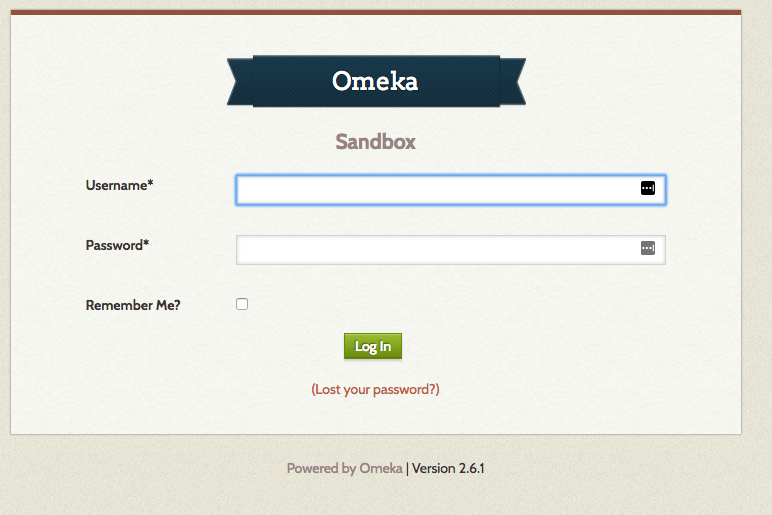 Omeka
Sandbox
Username*
Password*
Remember Me?
Log In
(Lost your password?)
Powered by Omeka | Version 2.6.1